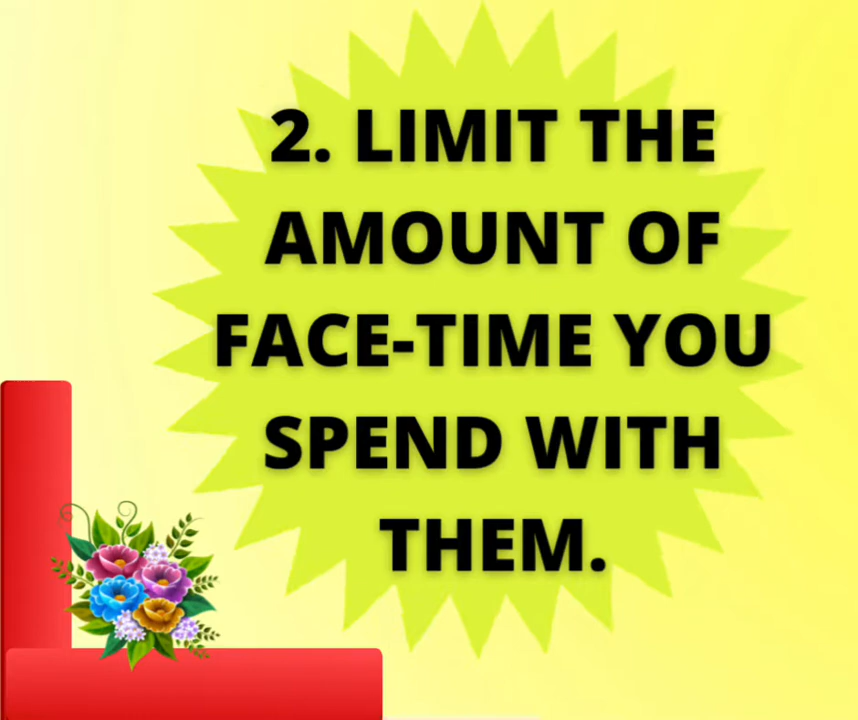 2. LIMIT THE
AMOUNT OF
FACE-TIME YOU
SPEND WITH
THEM.